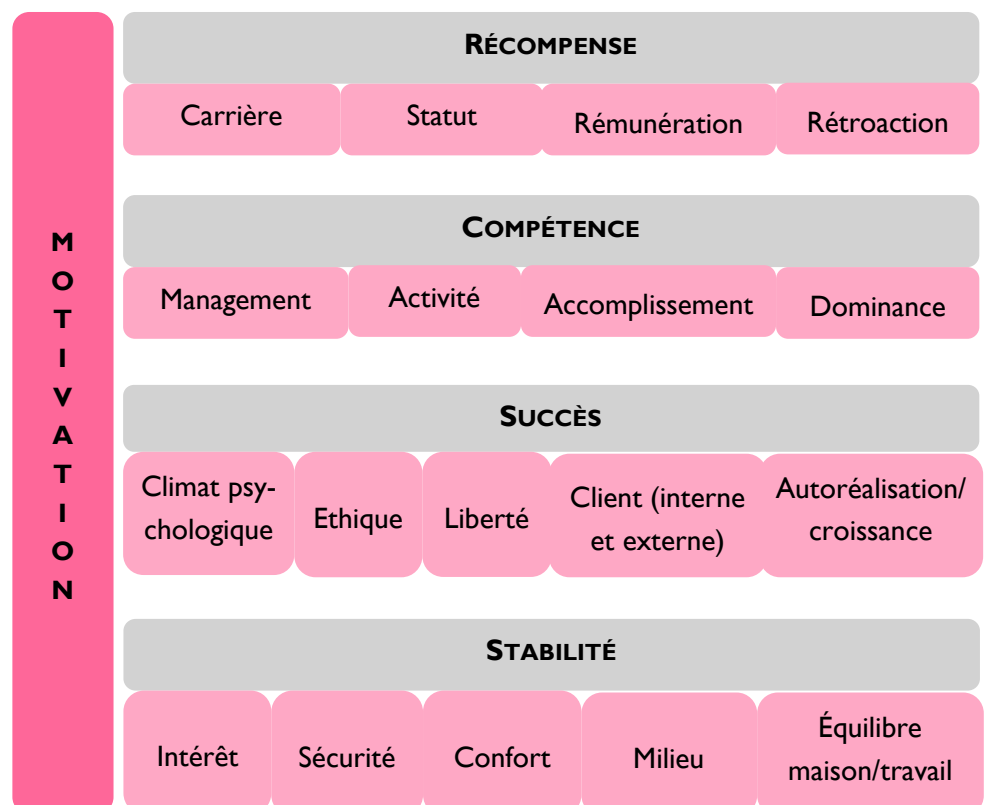 MOTIVATION
RÉCOMPENSE
Carrière
Statut
Rémunération
Rétroaction
COMPÉTENCE
Management
Activité
Accomplissement
Dominance
SUCCÈS
Climat psy-
chologique
Ethique
Liberté
Client (interne
et externe)
Autoréalisation/
croissance
STABILITÉ
Intérêt
Sécurité
Confort
Milieu
Équilibre
maison/travail